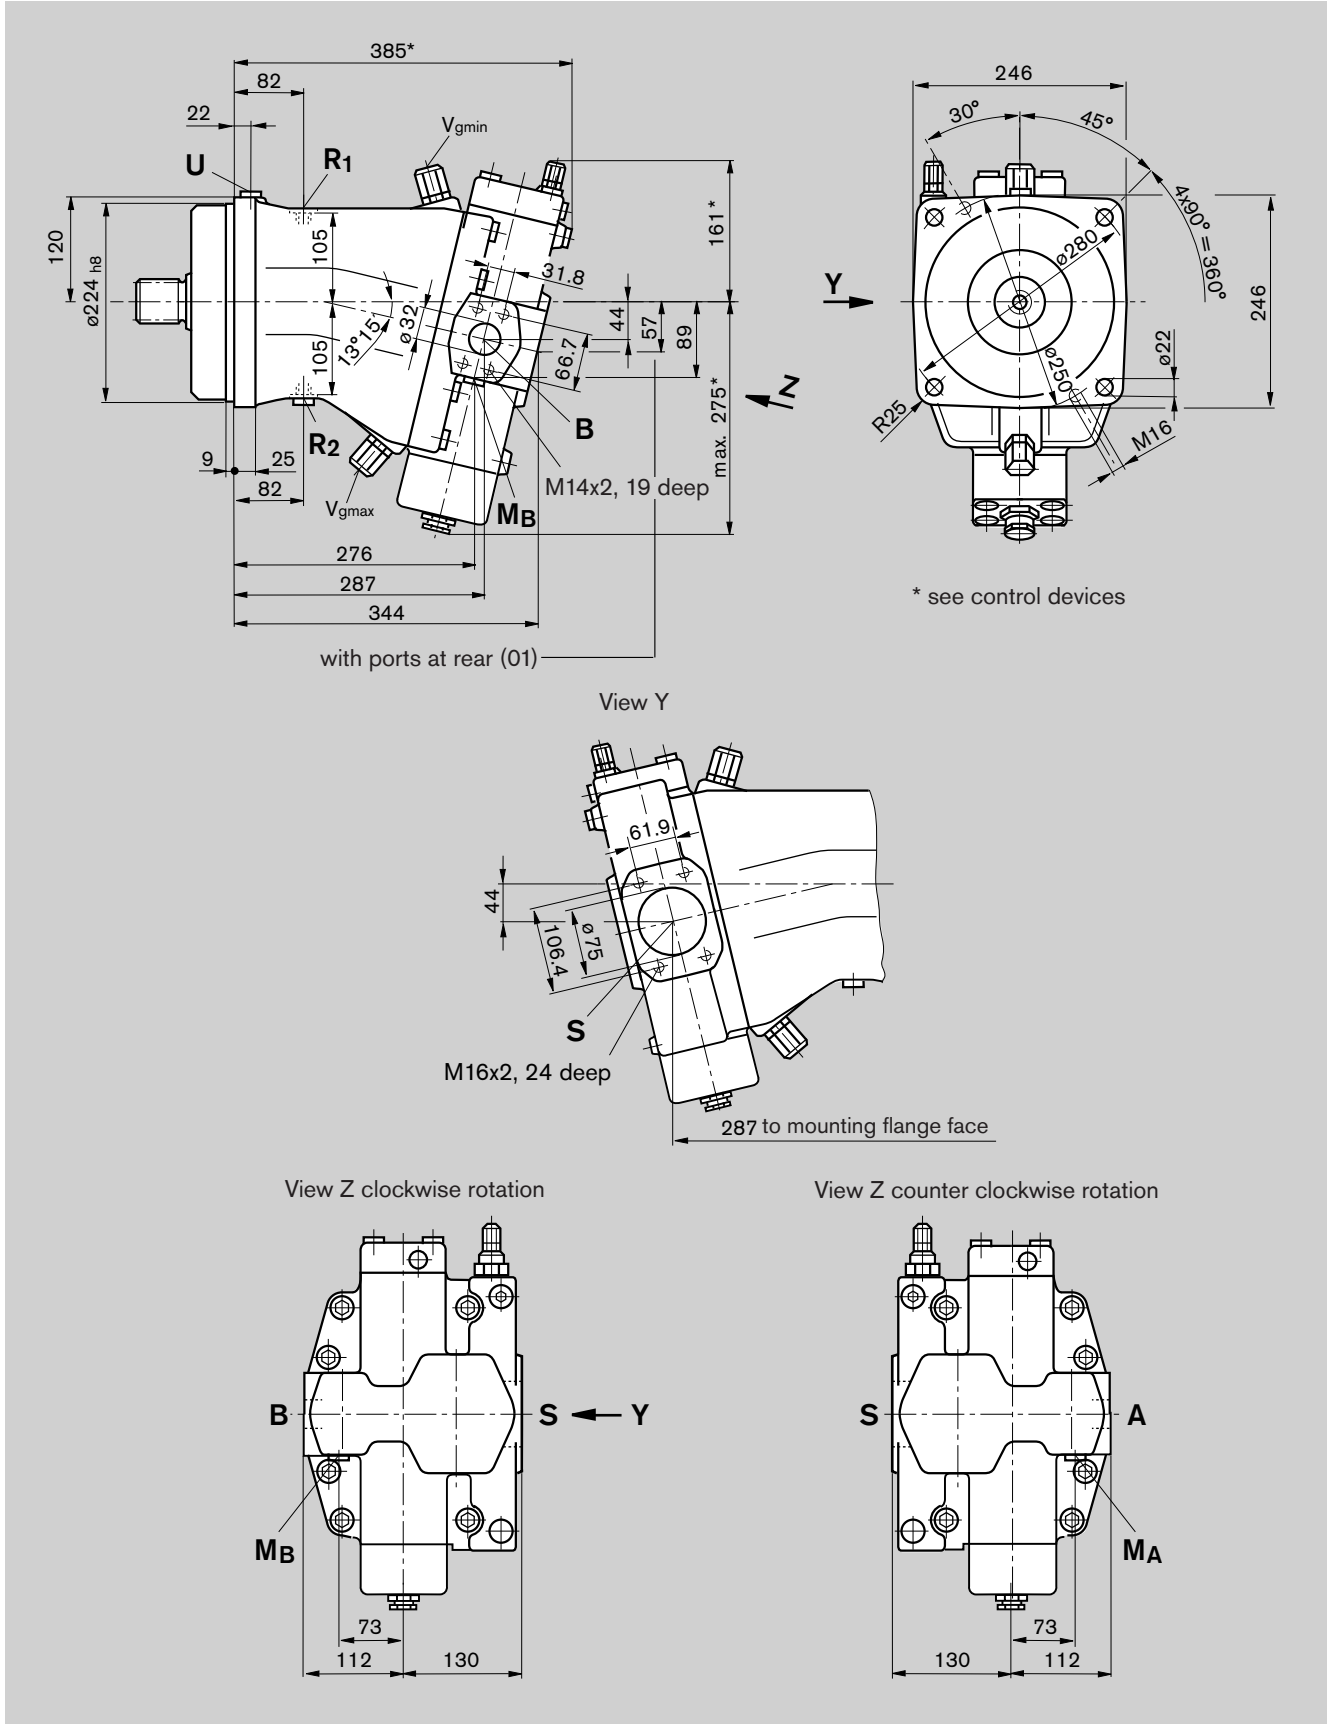 385*
82
22
U
R1
Vgmin
120
ø224 h8
105
105
13°15'
ø32
31.8
44
57
89
66.7
161*
max. 275*
Z
B
R2
9
25
82
Vgmax
MB
M14x2, 19 deep
276
287
344
with ports at rear (01)
246
30°
45°
4x90° = 360°
ø280
Y
246
ø22
ø250
R25
M16
* see control devices
View Y
61.9
44
106.4
ø75
S
M16x2, 24 deep
287 to mounting flange face
View Z clockwise rotation
B
S
Y
MB
73
112
130
View Z counter clockwise rotation
S
A
MA
73
130
112